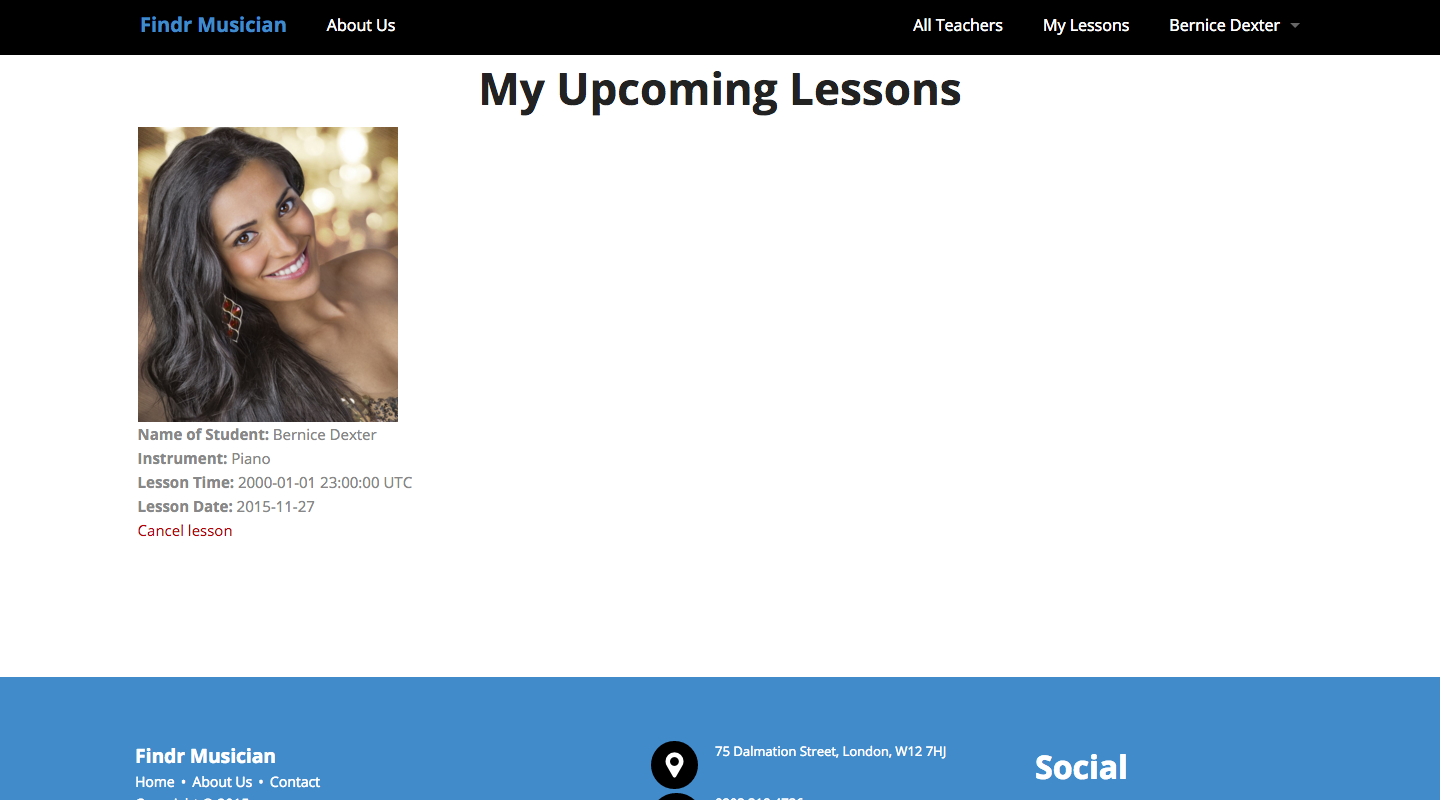 Findr Musician
About Us
All Teachers
My Lessons
Bernice Dexter
My Upcoming Lessons
Name of Student: Bernice Dexter
Instrument: Piano
Lesson Time: 2000-01-01 23:00:00 UTC
Lesson Date: 2015-11-27
Cancel lesson
Findr Musician
Home • About Us • Contact
75 Dalmation Street, London, W12 7HJ
Social